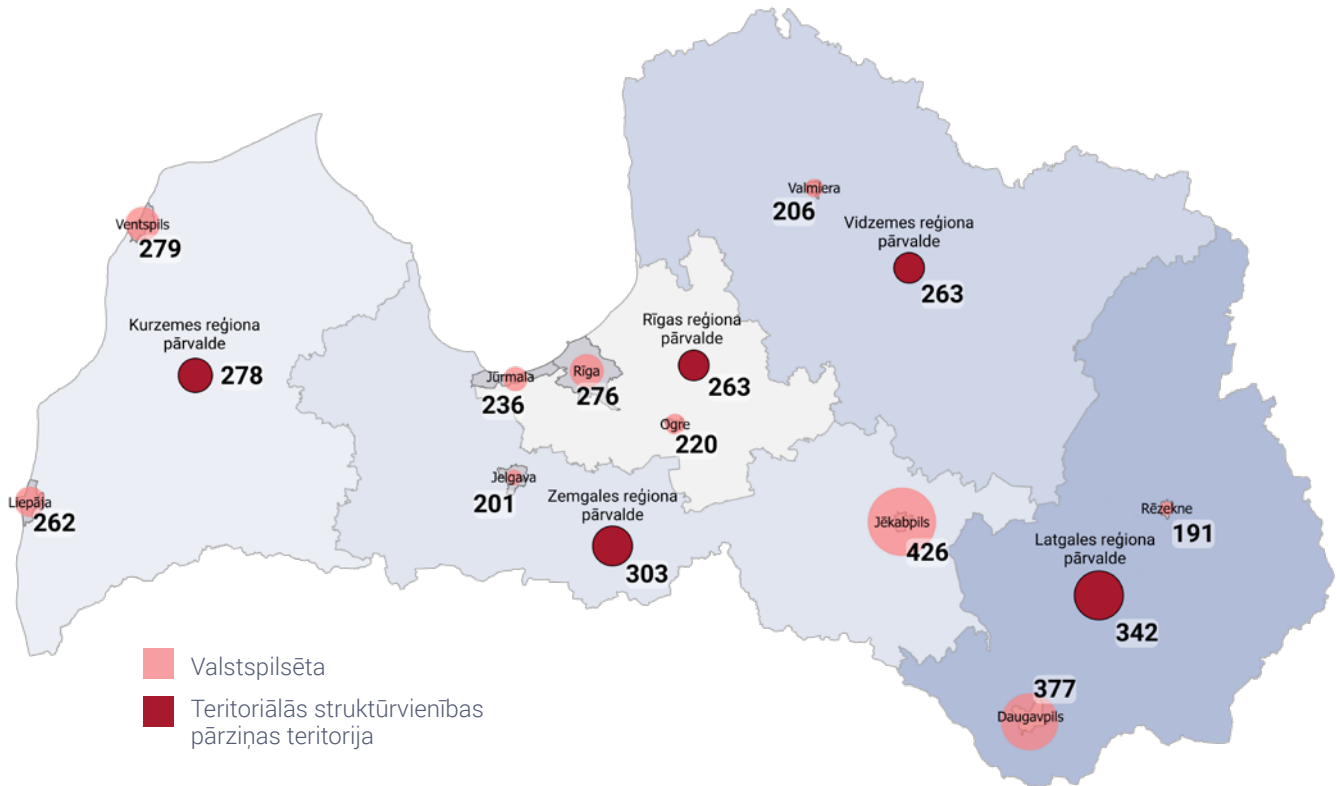 Valmiera
206
Vidzemes reģiona
pārvalde
263
Ventspils
279
Kurzemes reģiona
pārvalde
278
Rīgas reģiona
pārvalde
263
Jūrmala
236
Rīga
276
Ogre
220
Jelgava
201
Zemgales reģiona
pārvalde
303
Liepāja
262
Jēkabpils
426
Rēzekne
191
Latgales reģiona
pārvalde
342
377
Daugavpils
Valstspilsēta
Teritoriālās struktūrvienības
pārziņas teritorija